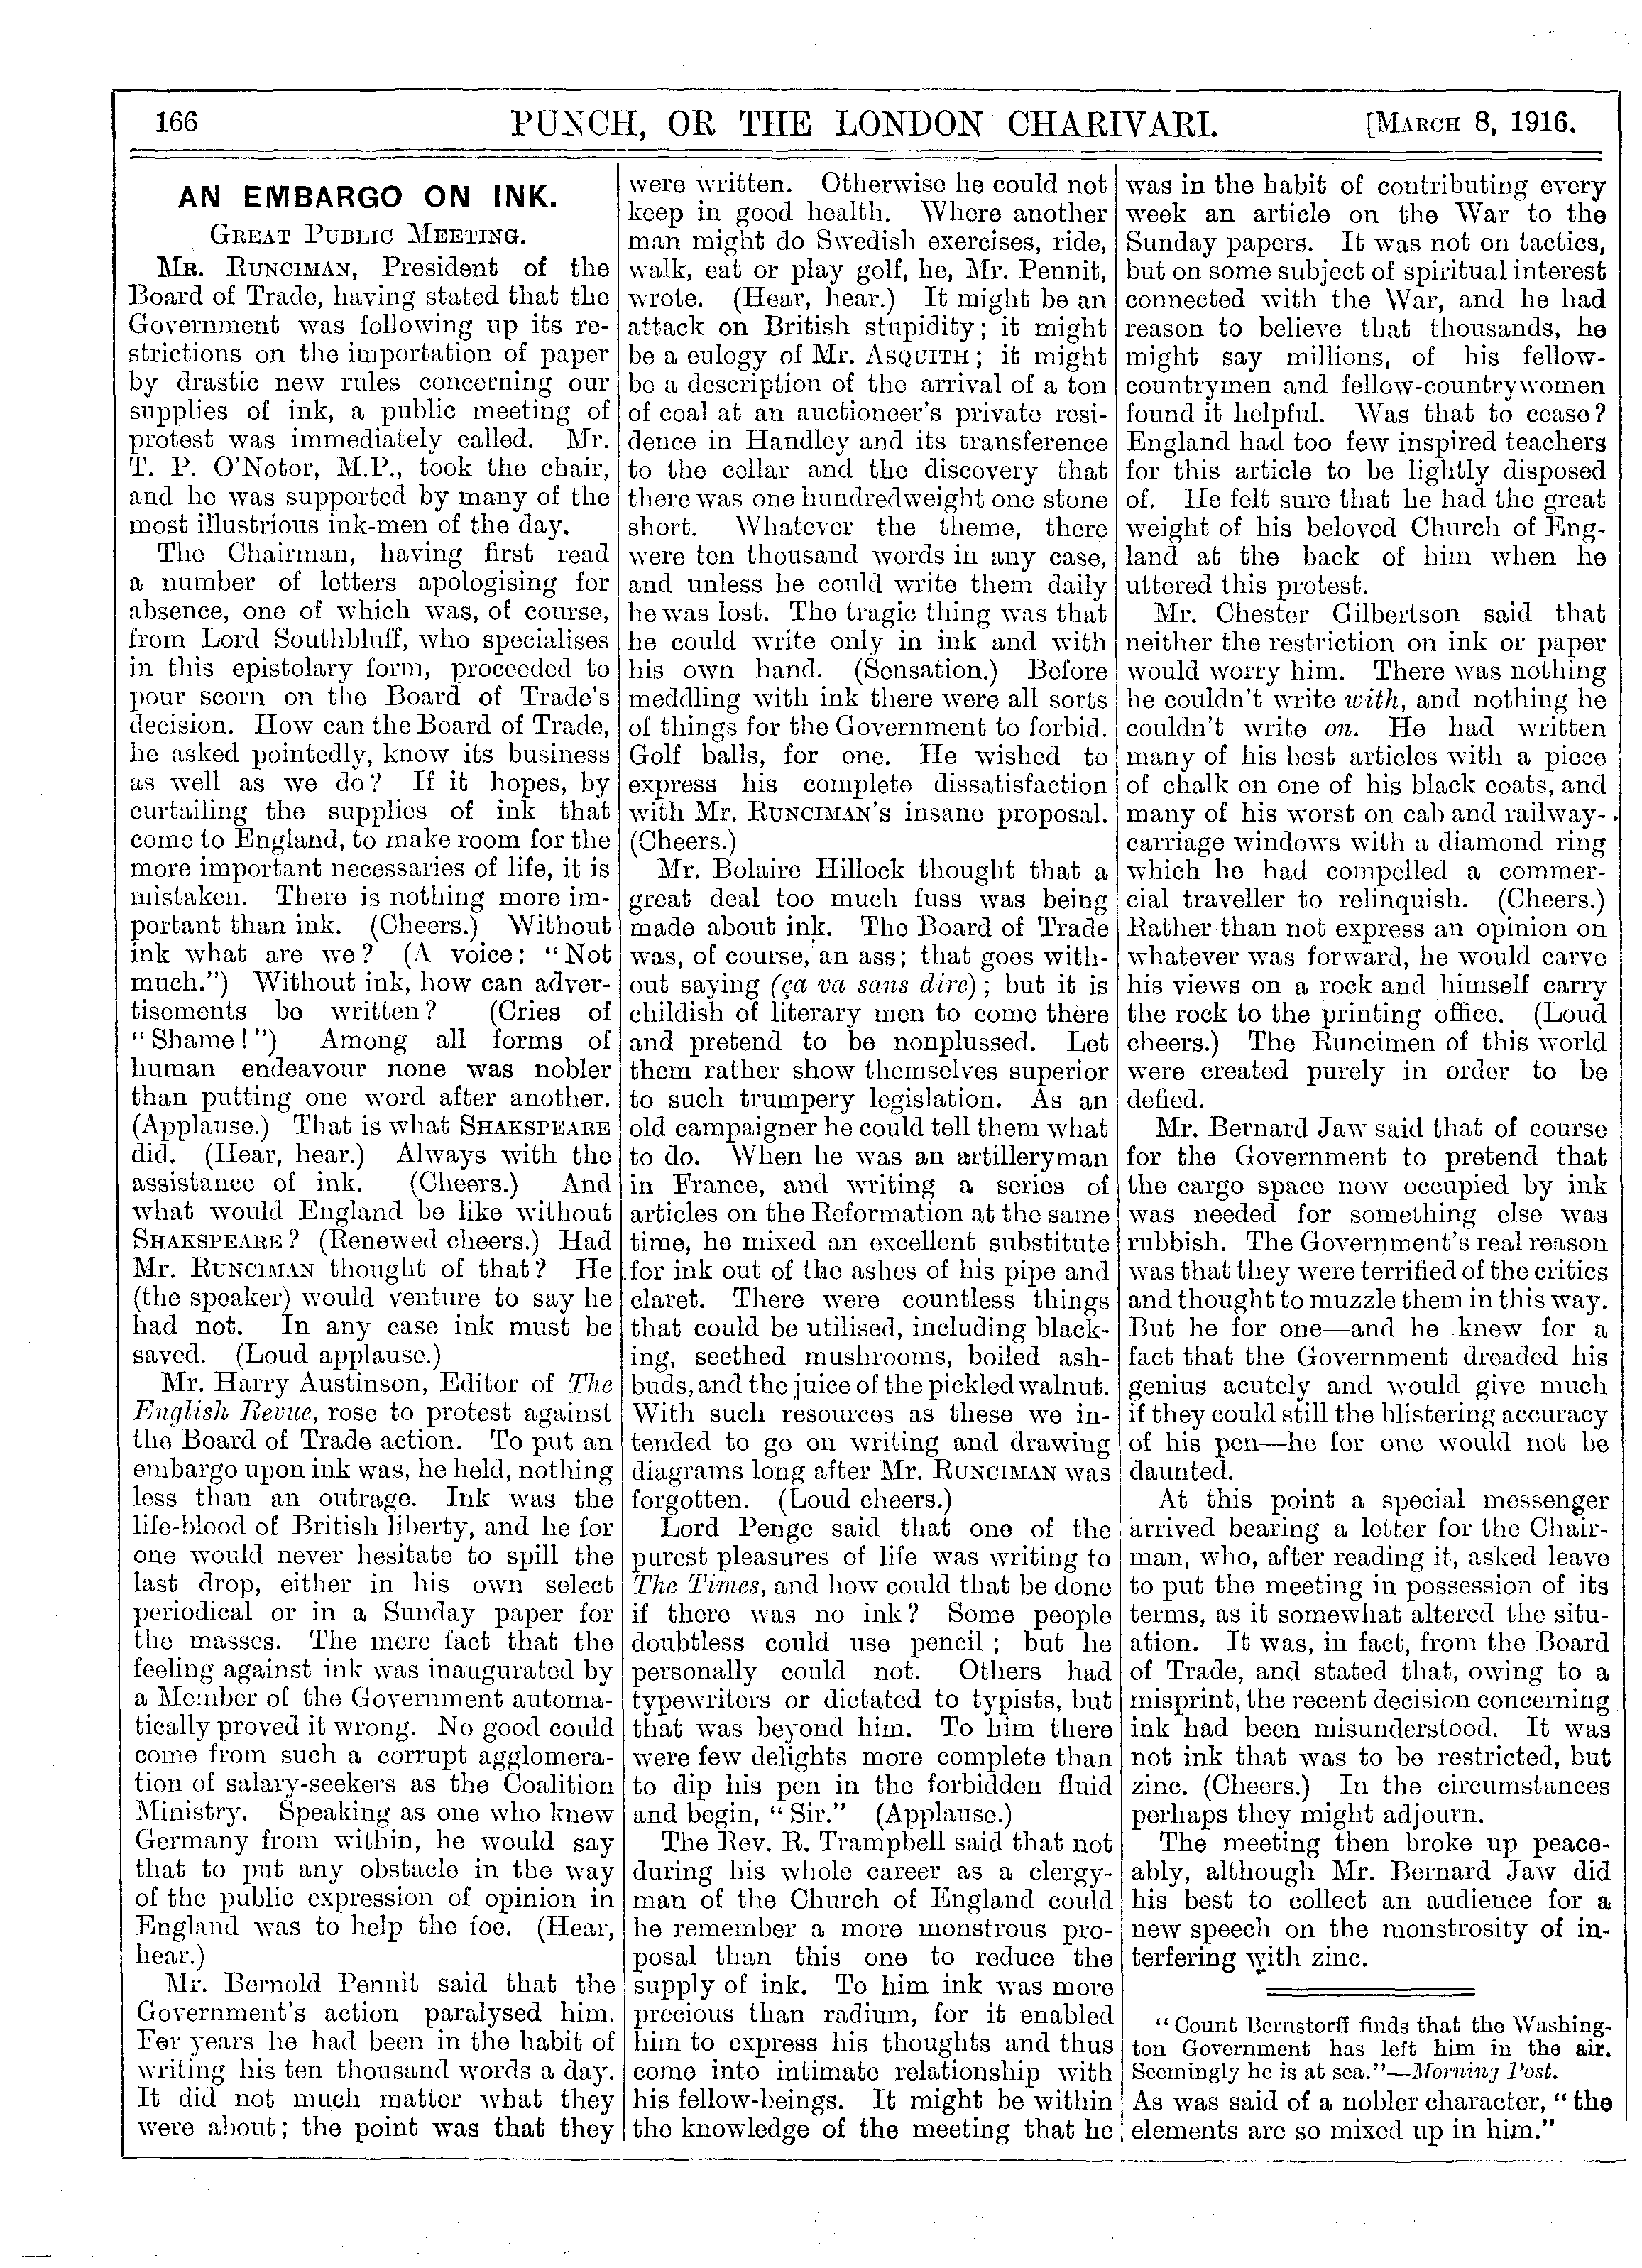 166
PUNCH, OR THE LONDON CHARIVARI.
[MARCH 8, 1916.
AN EMBARGO ON INK.
GREAT PUBLIC MEETING.
MR. RUNCIMAN, President of the
Board of Trade, having stated that the
Government was following up its re-
strictions on the importation of paper
by drastic new rules concerning our
supplies of ink, a public meeting of
protest was immediately called. Mr.
T. P. O'Notor, M.P., took the chair,
and he was supported by many of the
most illustrious ink-men of the day.
The Chairman, having first read
a number of letters apologising for
absence, one of which was, of course,
from Lord Southbluff, who specialises
in this epistolary form, proceeded to
pour scorn on the Board of Trade's
decision. How can the Board of Trade,
he asked pointedly, know its business
as well as we do? If it hopes, by
curtailing the supplies of ink that
come to England, to make room for the
more important necessaries of life, it is
mistaken. There is nothing more im-
portant than ink. (Cheers.) Without
ink what are we? (A voice: "Not
much.") Without ink, how can adver-
tisements be written? (Cries of
"Shame!") Among all forms of
human endeavour none was nobler
than putting one word after another.
(Applause.) That is what SHAKSPEARE
did. (Hear, hear.) Always with the
assistance of ink. (Cheers.) And
what would England be like without
SHAKSPEARE? (Renewed cheers.) Had
Mr. RUNCIMAN thought of that? He
(the speaker) would venture to say he
had not. In any case ink must be
saved. (Loud applause.)
Mr. Harry Austinson, Editor of The
English Revue, rose to protest against
the Board of Trade action. To put an
embargo upon ink was, he held, nothing
less than an outrage. Ink was the
life-blood of British liberty, and he for
one would never hesitate to spill the
last drop, either in his own select
periodical or in a Sunday paper for
the masses. The mere fact that the
feeling against ink was inaugurated by
a Member of the Government automa-
tically proved it wrong. No good could
come from such a corrupt agglomera-
tion of salary-seekers as the Coalition
Ministry. Speaking as one who knew
Germany from within, he would say
that to put any obstacle in the way
of the public expression of opinion in
England was to help the foe. (Hear,
hear.)
Mr. Bernold Pennit said that the
Government's action paralysed him.
For years he had been in the habit of
writing his ten thousand words a day.
It did not much matter what they
were about; the point was that they
were written. Otherwise he could not
keep in good health. Where another
man might do Swedish exercises, ride,
walk, eat or play golf, he, Mr. Pennit,
wrote. (Hear, hear.) It might be an
attack on British stupidity; it might
be a eulogy of Mr. ASQUITH; it might
be a description of the arrival of a ton
of coal at an auctioneer's private resi-
dence in Handley and its transference
to the cellar and the discovery that
there was one hundredweight one stone
short. Whatever the theme, there
were ten thousand words in any case,
and unless he could write them daily
he was lost. The tragic thing was that
he could write only in ink and with
his own hand. (Sensation.) Before
meddling with ink there were all sorts
of things for the Government to forbid.
Golf balls, for one. He wished to
express his complete dissatisfaction
with Mr. RUNCIMAN's insane proposal.
(Cheers.)
Mr. Bolaire Hillock thought that a
great deal too much fuss was being
made about ink. The Board of Trade
was, of course, an ass; that goes with-
out saying (ça va sans dire); but it is
childish of literary men to come there
and pretend to be nonplussed. Let
them rather show themselves superior
to such trumpery legislation. As an
old campaigner he could tell them what
to do. When he was an artilleryman
in France, and writing a series of
articles on the Reformation at the same
time, he mixed an excellent substitute
for ink out of the ashes of his pipe and
claret. There were countless things
that could be utilised, including black-
ing, seethed mushrooms, boiled ash-
buds, and the juice of the pickled walnut.
With such resources as these we in-
tended to go on writing and drawing
diagrams long after Mr. RUNCIMAN was
forgotten. (Loud cheers.)
Lord Penge said that one of the
purest pleasures of life was writing to
The Times, and how could that be done
if there was no ink? Some people
doubtless could use pencil; but he
personally could not. Others had
typewriters or dictated to typists, but
that was beyond him. To him there
were few delights more complete than
to dip his pen in the forbidden fluid
and begin, "Sir." (Applause.)
The Rev. R. Trampbell said that not
during his whole career as a clergy-
man of the Church of England could
he remember a more monstrous pro-
posal than this one to reduce the
supply of ink. To him ink was more
precious than radium, for it enabled
him to express his thoughts and thus
come into intimate relationship with
his fellow-beings. It might be within
the knowledge of the meeting that he
was in the habit of contributing every
week an article on the War to the
Sunday papers. It was not on tactics,
but on some subject of spiritual interest
connected with the War, and he had
reason to believe that thousands, he
might say millions, of his fellow-
countrymen and fellow-countrywomen
found it helpful. Was that to cease?
England had too few inspired teachers
for this article to be lightly disposed
of. He felt sure that he had the great
weight of his beloved Church of Eng-
land at the back of him when he
uttered this protest.
Mr. Chester Gilbertson said that
neither the restriction on ink or paper
would worry him. There was nothing
he couldn't write with, and nothing he
couldn't write on. He had written
many of his best articles with a piece
of chalk on one of his black coats, and
many of his worst on cab and railway-
carriage windows with a diamond ring
which he had compelled a commer-
cial traveller to relinquish. (Cheers.)
Rather than not express an opinion on
whatever was forward, he would carve
his views on a rock and himself carry
the rock to the printing office. (Loud
cheers.) The Runcimen of this world
were created purely in order to be
defied.
Mr. Bernard Jaw said that of course
for the Government to pretend that
the cargo space now occupied by ink
was needed for something else was
rubbish. The Government's real reason
was that they were terrified of the critics
and thought to muzzle them in this way.
But he for one—and he knew for a
fact that the Government dreaded his
genius acutely and would give much
if they could still the blistering accuracy
of his pen—he for one would not be
daunted.
At this point a special messenger
arrived bearing a letter for the Chair-
man, who, after reading it, asked leave
to put the meeting in possession of its
terms, as it somewhat altered the situ-
ation. It was, in fact, from the Board
of Trade, and stated that, owing to a
misprint, the recent decision concerning
ink had been misunderstood. It was
not ink that was to be restricted, but
zinc. (Cheers.) In the circumstances
perhaps they might adjourn.
The meeting then broke up peace-
ably, although Mr. Bernard Jaw did
his best to collect an audience for a
new speech on the monstrosity of in-
terfering with zinc.
"Count Bernstorff finds that the Washing-
ton Government has left him in the air.
Seemingly he is at sea."—Morning Post.
As was said of a nobler character, "the
elements are so mixed up in him."